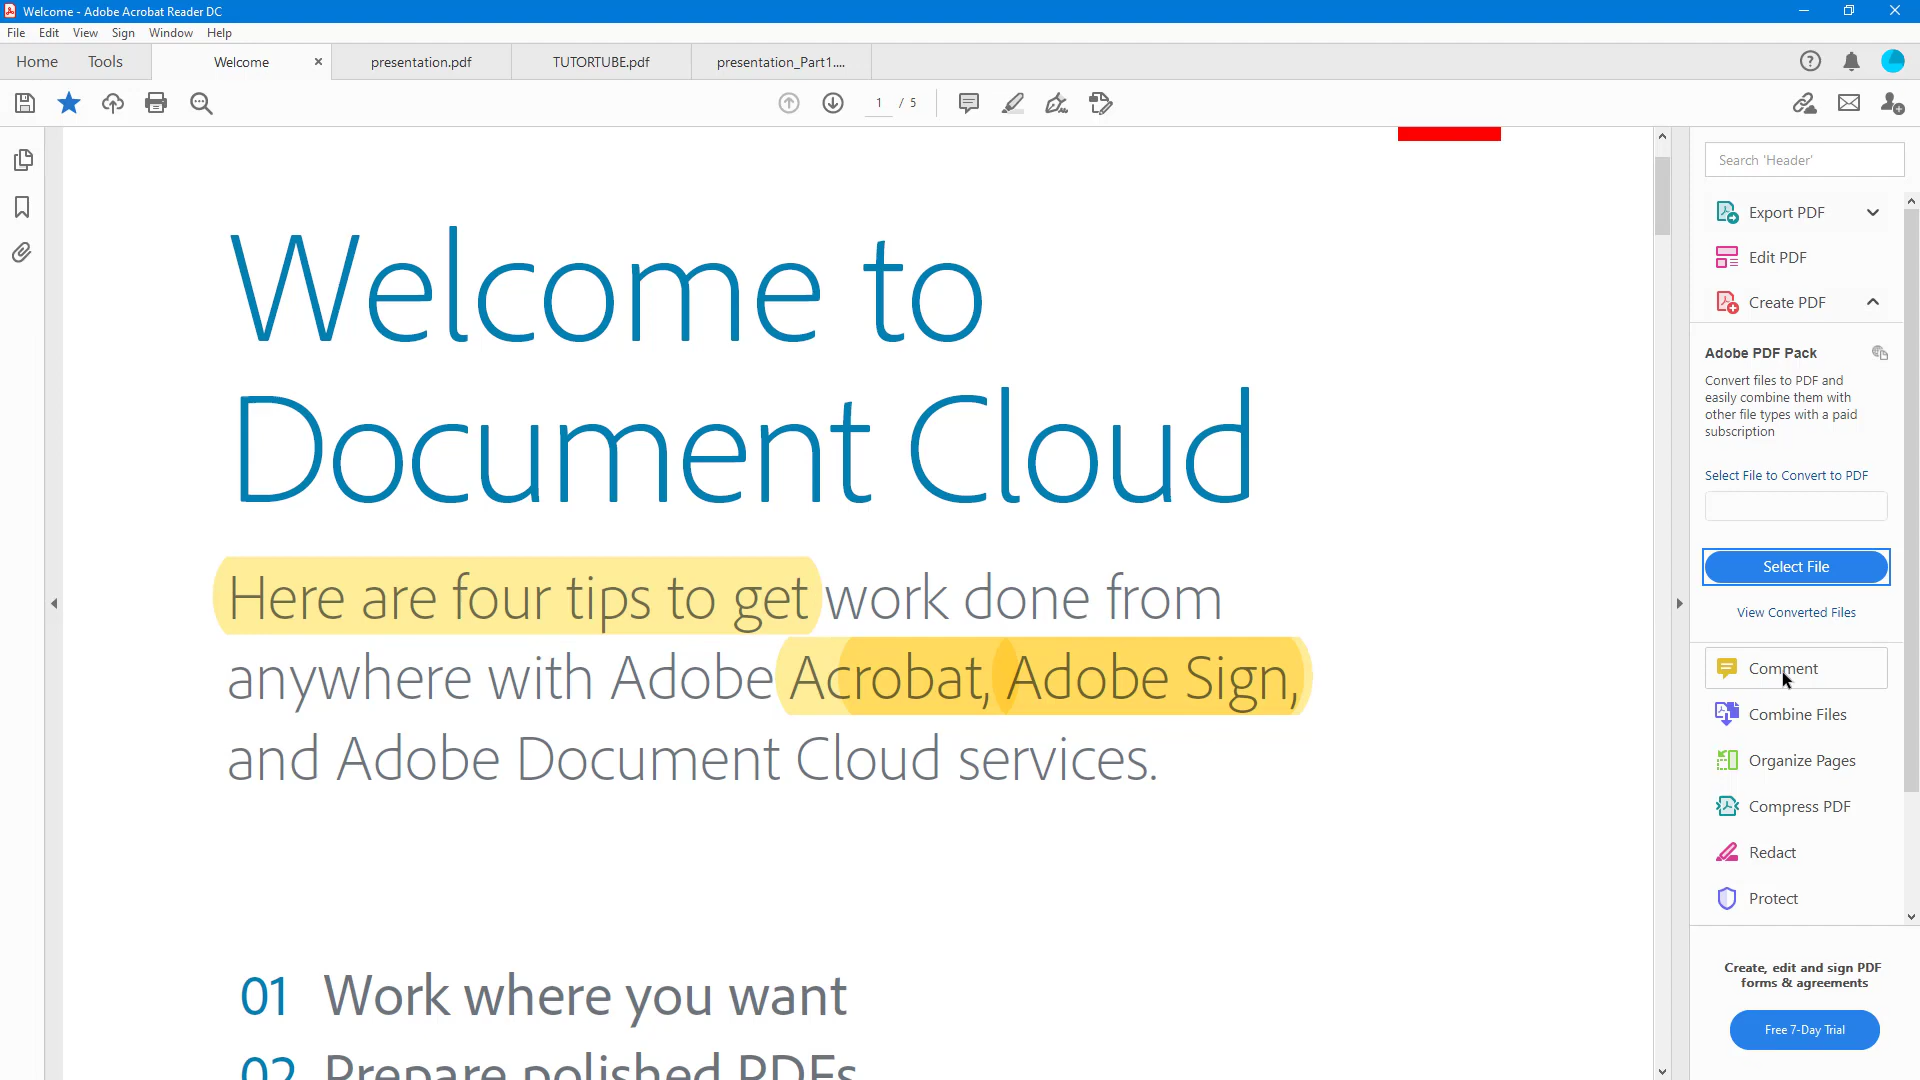 Welcome - Adobe Acrobat Reader DC
File Edit View Sign Window Help
Home Tools Welcome presentation.pdf TUTORTUBE.pdf presentation_Part1....
1 / 5
Search 'Header'
Export PDF
Edit PDF
Create PDF
Adobe PDF Pack
Convert files to PDF and
easily combine them with
other file types with a paid
subscription
Select File to Convert to PDF
Select File
View Converted Files
Comment
Combine Files
Organize Pages
Compress PDF
Redact
Protect
Create, edit and sign PDF
forms & agreements
Free 7-Day Trial
Welcome to
Document Cloud
Here are four tips to get work done from
anywhere with Adobe Acrobat, Adobe Sign,
and Adobe Document Cloud services.
01 Work where you want
02 Prepare polished PDFs